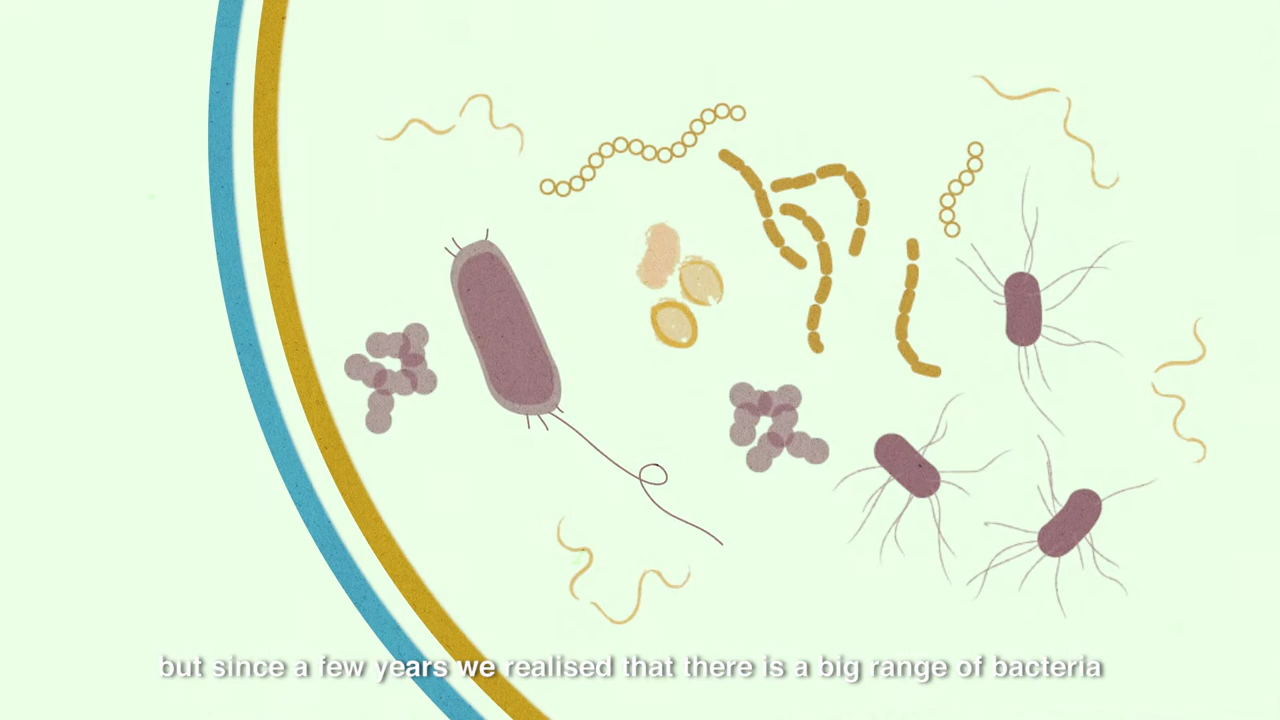 but since a few years we realised that there is a big range of bacteria